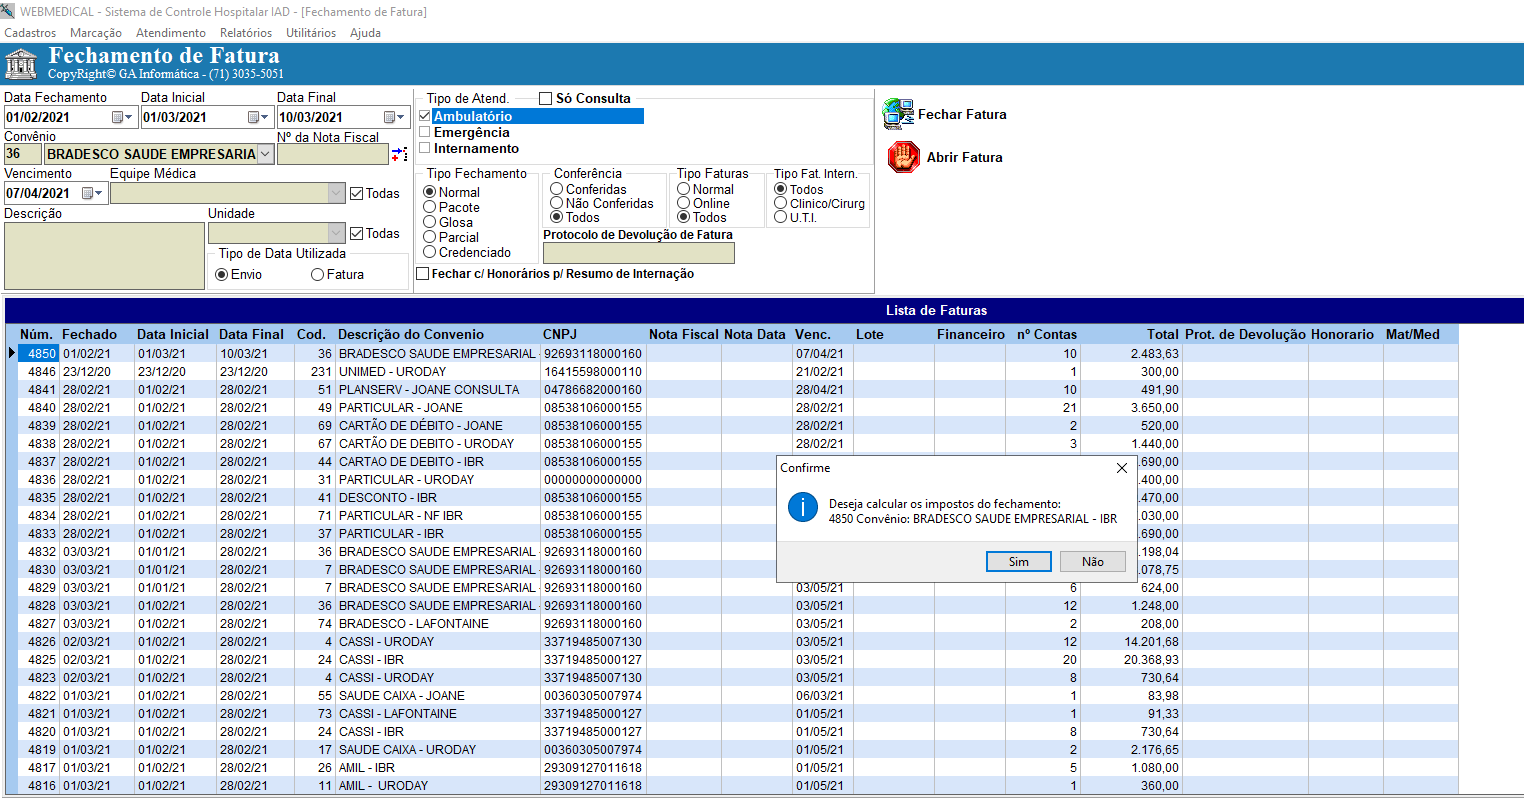 WEBMEDICAL - Sistema de Controle Hospitalar IAD - [Fechamento de Fatura]
Cadastros Marcação Atendimento Relatórios Utilitários Ajuda
Fechamento de Fatura
CopyRight© GA Informática - (71) 3035-5051
Data Fechamento Data Inicial Data Final
01/02/2021 01/03/2021 10/03/2021
Convênio Nº da Nota Fiscal
36 BRADESCO SAUDE EMPRESARIA
Vencimento Equipe Médica
07/04/2021 Todas
Descrição Unidade
Todas
Tipo de Data Utilizada
Envio Fatura
Tipo de Atend. Só Consulta
Ambulatório
Emergência
Internamento
Tipo Fechamento
Normal
Pacote
Glosa
Parcial
Credenciado
Conferência
Conferidas
Não Conferidas
Todos
Tipo Faturas
Normal
Online
Todos
Tipo Fat. Intern.
Todos
Clinico/Cirurg
U.T.I.
Protocolo de Devolução de Fatura
Fechar c/ Honorários p/ Resumo de Internação
Fechar Fatura
Abrir Fatura
Lista de Faturas
Núm. Fechado Data Inicial Data Final Cod. Descrição do Convenio CNPJ Nota Fiscal Nota Data Venc. Lote Financeiro nº Contas Total Prot. de Devolução Honorario Mat/Med
4850 01/02/21 01/03/21 10/03/21 36 BRADESCO SAUDE EMPRESARIAL - 92693118000160 07/04/21 10 2.483,63
4846 23/12/20 23/12/20 23/12/20 231 UNIMED - URODAY 16415598000110 21/02/21 1 300,00
4841 28/02/21 01/02/21 28/02/21 51 PLANSERV - JOANE CONSULTA 04786682000160 28/04/21 10 491,90
4840 28/02/21 01/02/21 28/02/21 49 PARTICULAR - JOANE 08538106000155 28/02/21 21 3.650,00
4839 28/02/21 01/02/21 28/02/21 69 CARTÃO DE DÉBITO - JOANE 08538106000155 28/02/21 2 520,00
4838 28/02/21 01/02/21 28/02/21 67 CARTÃO DE DEBITO - URODAY 08538106000155 28/02/21 3 1.440,00
4837 28/02/21 01/02/21 28/02/21 44 CARTAO DE DEBITO - IBR 08538106000155 .690,00
4836 28/02/21 01/02/21 28/02/21 31 PARTICULAR - URODAY 00000000000000 .400,00
4835 28/02/21 01/02/21 28/02/21 41 DESCONTO - IBR 08538106000155 .470,00
4834 28/02/21 01/02/21 28/02/21 71 PARTICULAR - NF IBR 08538106000155 .030,00
4833 28/02/21 01/02/21 28/02/21 37 PARTICULAR - IBR 08538106000155 .690,00
4832 03/03/21 01/01/21 28/02/21 36 BRADESCO SAUDE EMPRESARIAL - 92693118000160 .198,04
4830 03/03/21 01/01/21 28/02/21 7 BRADESCO SAUDE EMPRESARIAL - 92693118000160 .078,75
4829 03/03/21 01/01/21 28/02/21 7 BRADESCO SAUDE EMPRESARIAL - 92693118000160 03/05/21 6 624,00
4828 03/03/21 01/02/21 28/02/21 36 BRADESCO SAUDE EMPRESARIAL - 92693118000160 03/05/21 12 1.248,00
4827 03/03/21 01/02/21 28/02/21 74 BRADESCO - LAFONTAINE 92693118000160 03/05/21 2 208,00
4826 02/03/21 01/02/21 28/02/21 4 CASSI - URODAY 33719485007130 03/05/21 12 14.201,68
4825 02/03/21 01/02/21 28/02/21 24 CASSI - IBR 33719485000127 03/05/21 20 20.368,93
4823 02/03/21 01/02/21 28/02/21 4 CASSI - URODAY 33719485007130 03/05/21 8 730,64
4822 01/03/21 01/02/21 28/02/21 55 SAUDE CAIXA - JOANE 00360305007974 06/03/21 1 83,98
4821 01/03/21 01/02/21 28/02/21 73 CASSI - LAFONTAINE 33719485000127 01/05/21 1 91,33
4820 01/03/21 01/02/21 28/02/21 24 CASSI - IBR 33719485000127 01/05/21 8 730,64
4819 01/03/21 01/02/21 28/02/21 17 SAUDE CAIXA - URODAY 00360305007974 01/05/21 2 2.176,65
4817 01/03/21 01/02/21 28/02/21 26 AMIL - IBR 29309127011618 01/05/21 5 1.080,00
4816 01/03/21 01/02/21 28/02/21 11 AMIL - URODAY 29309127011618 01/05/21 1 360,00
Confirme
Deseja calcular os impostos do fechamento:
4850 Convênio: BRADESCO SAUDE EMPRESARIAL - IBR
Sim Não